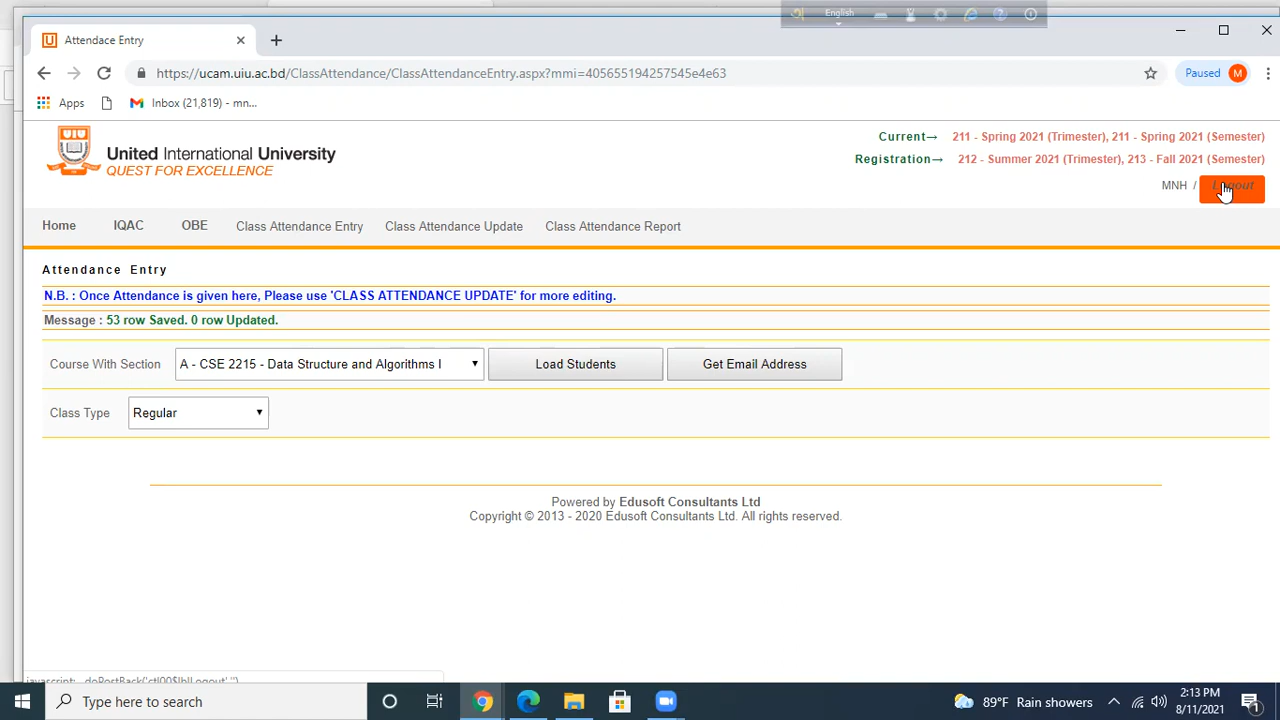 English
Attendace Entry
https://ucam.uiu.ac.bd/ClassAttendance/ClassAttendanceEntry.aspx?mmi=405655194257545e4e63
Paused M
Apps
Inbox (21,819) - mn...
Current→ 211 - Spring 2021 (Trimester), 211 - Spring 2021 (Semester)
United International University
QUEST FOR EXCELLENCE
Registration→ 212 - Summer 2021 (Trimester), 213 - Fall 2021 (Semester)
MNH / Logout
Home IQAC OBE Class Attendance Entry Class Attendance Update Class Attendance Report
Attendance Entry
N.B. : Once Attendance is given here, Please use 'CLASS ATTENDANCE UPDATE' for more editing.
Message : 53 row Saved. 0 row Updated.
Course With Section A - CSE 2215 - Data Structure and Algorithms I Load Students Get Email Address
Class Type Regular
Powered by Edusoft Consultants Ltd
Copyright © 2013 - 2020 Edusoft Consultants Ltd. All rights reserved.
Type here to search
89°F Rain showers
2:13 PM
8/11/2021
1